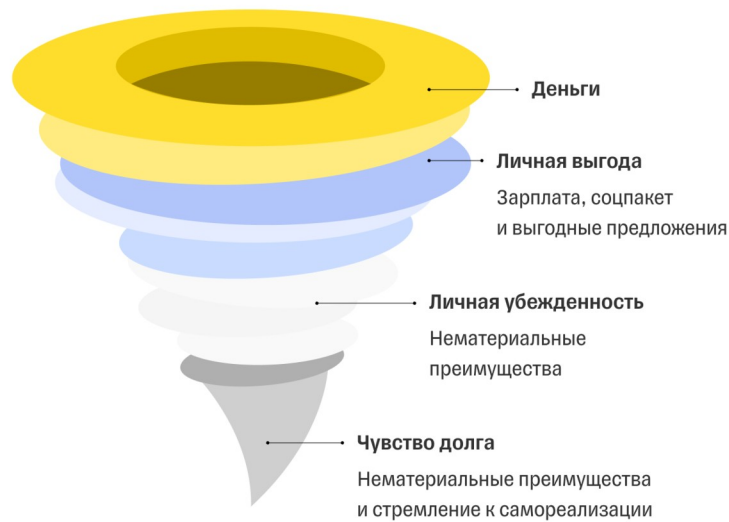 Деньги
Личная выгода
Зарплата, соцпакет
и выгодные предложения
Личная убежденность
Нематериальные
преимущества
Чувство долга
Нематериальные преимущества
и стремление к самореализации